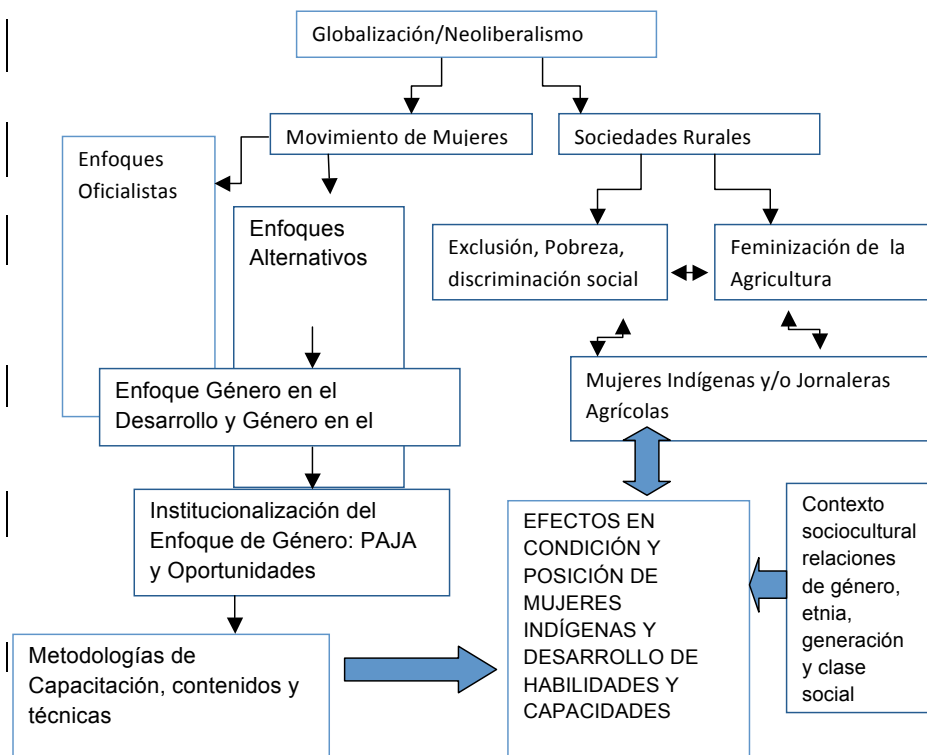 Globalización/Neoliberalismo
Movimiento de Mujeres
Sociedades Rurales
Enfoques
Oficialistas
Enfoques
Alternativos
Exclusión, Pobreza,
discriminación social
Feminización de la
Agricultura
Enfoque Género en el
Desarrollo y Género en el
Mujeres Indígenas y/o Jornaleras
Agrícolas
Institucionalización del
Enfoque de Género: PAJA
y Oportunidades
EFECTOS EN
CONDICIÓN Y
POSICIÓN DE
MUJERES
INDÍGENAS Y
DESARROLLO DE
HABILIDADES Y
CAPACIDADES
Contexto
sociocultural
relaciones
de género,
etnia,
generación
y clase
social
Metodologías de
Capacitación, contenidos y
técnicas